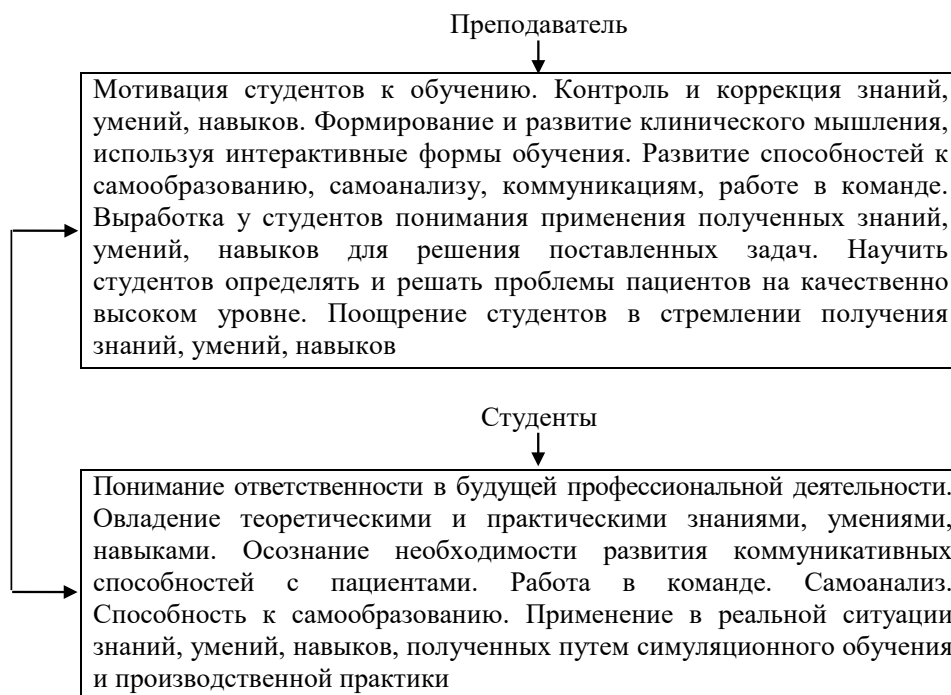 Преподаватель
Мотивация студентов к обучению. Контроль и коррекция знаний,
умений, навыков. Формирование и развитие клинического мышления,
используя интерактивные формы обучения. Развитие способностей к
самообразованию, самоанализу, коммуникациям, работе в команде.
Выработка у студентов понимания применения полученных знаний,
умений, навыков для решения поставленных задач. Научить
студентов определять и решать проблемы пациентов на качественно
высоком уровне. Поощрение студентов в стремлении получения
знаний, умений, навыков
Студенты
Понимание ответственности в будущей профессиональной деятельности.
Овладение теоретическими и практическими знаниями, умениями,
навыками. Осознание необходимости развития коммуникативных
способностей с пациентами. Работа в команде. Самоанализ.
Способность к самообразованию. Применение в реальной ситуации
знаний, умений, навыков, полученных путем симуляционного обучения
и производственной практики